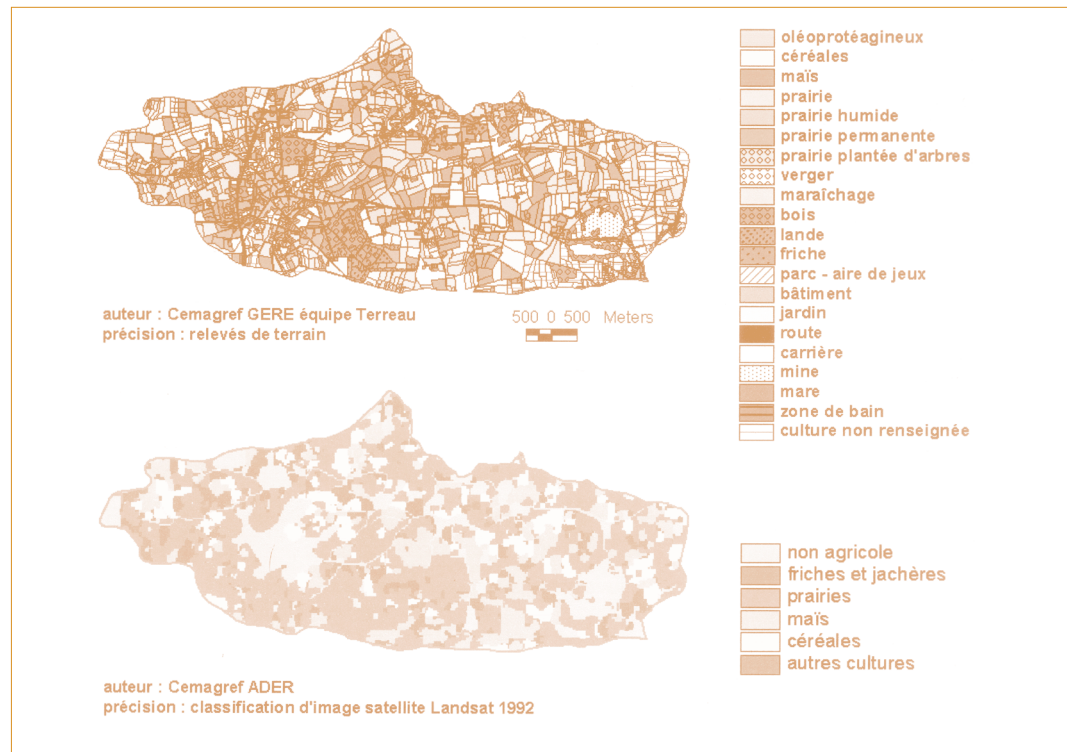 oléoprotéagineux
céréales
maïs
prairie
prairie humide
prairie permanente
prairie plantée d'arbres
verger
maraîchage
bois
lande
friche
parc - aire de jeux
bâtiment
jardin
route
carrière
mine
mare
zone de bain
culture non renseignée
auteur : Cemagref GERE équipe Terreau
précision : relevés de terrain
500 0 500 Meters
non agricole
friches et jachères
prairies
maïs
céréales
autres cultures
auteur : Cemagref ADER
précision : classification d'image satellite Landsat 1992